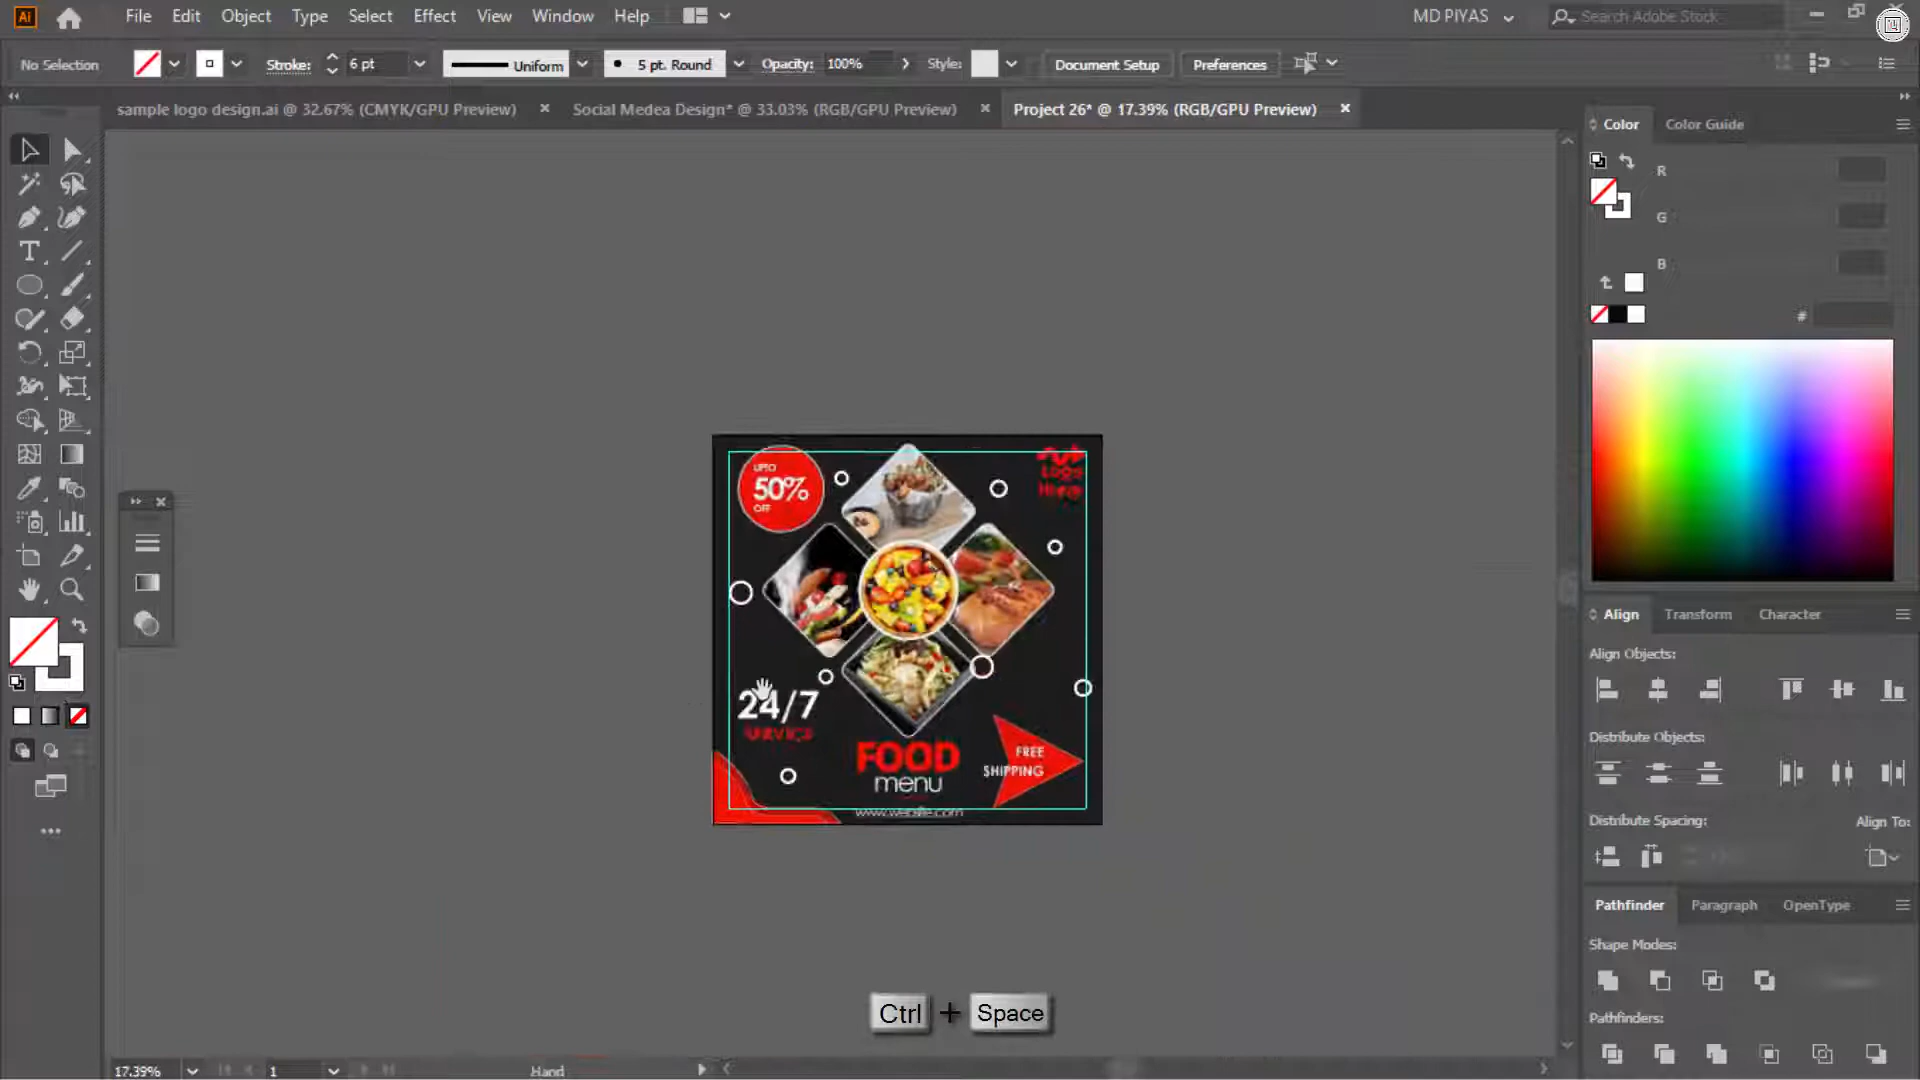 Ai File Edit Object Type Select Effect View Window Help MD PIYAS Search Adobe Stock
No Selection Stroke: 6 pt Uniform 5 pt. Round Opacity: 100% Style: Document Setup Preferences
sample logo design.ai @ 32.67% (CMYK/GPU Preview) Social Medea Design* @ 33.03% (RGB/GPU Preview) Project 26* @ 17.39% (RGB/GPU Preview)
Color Color Guide
R
G
B
#
UPTO
50%
OFF
Logo
Here
24/7
SERVICE
FOOD
menu
FREE
SHIPPING
www.website.com
Align Transform Character
Align Objects:
Distribute Objects:
Distribute Spacing: Align To:
Pathfinder Paragraph OpenType
Shape Modes:
Pathfinders:
Ctrl + Space
17.39% 1 Hand